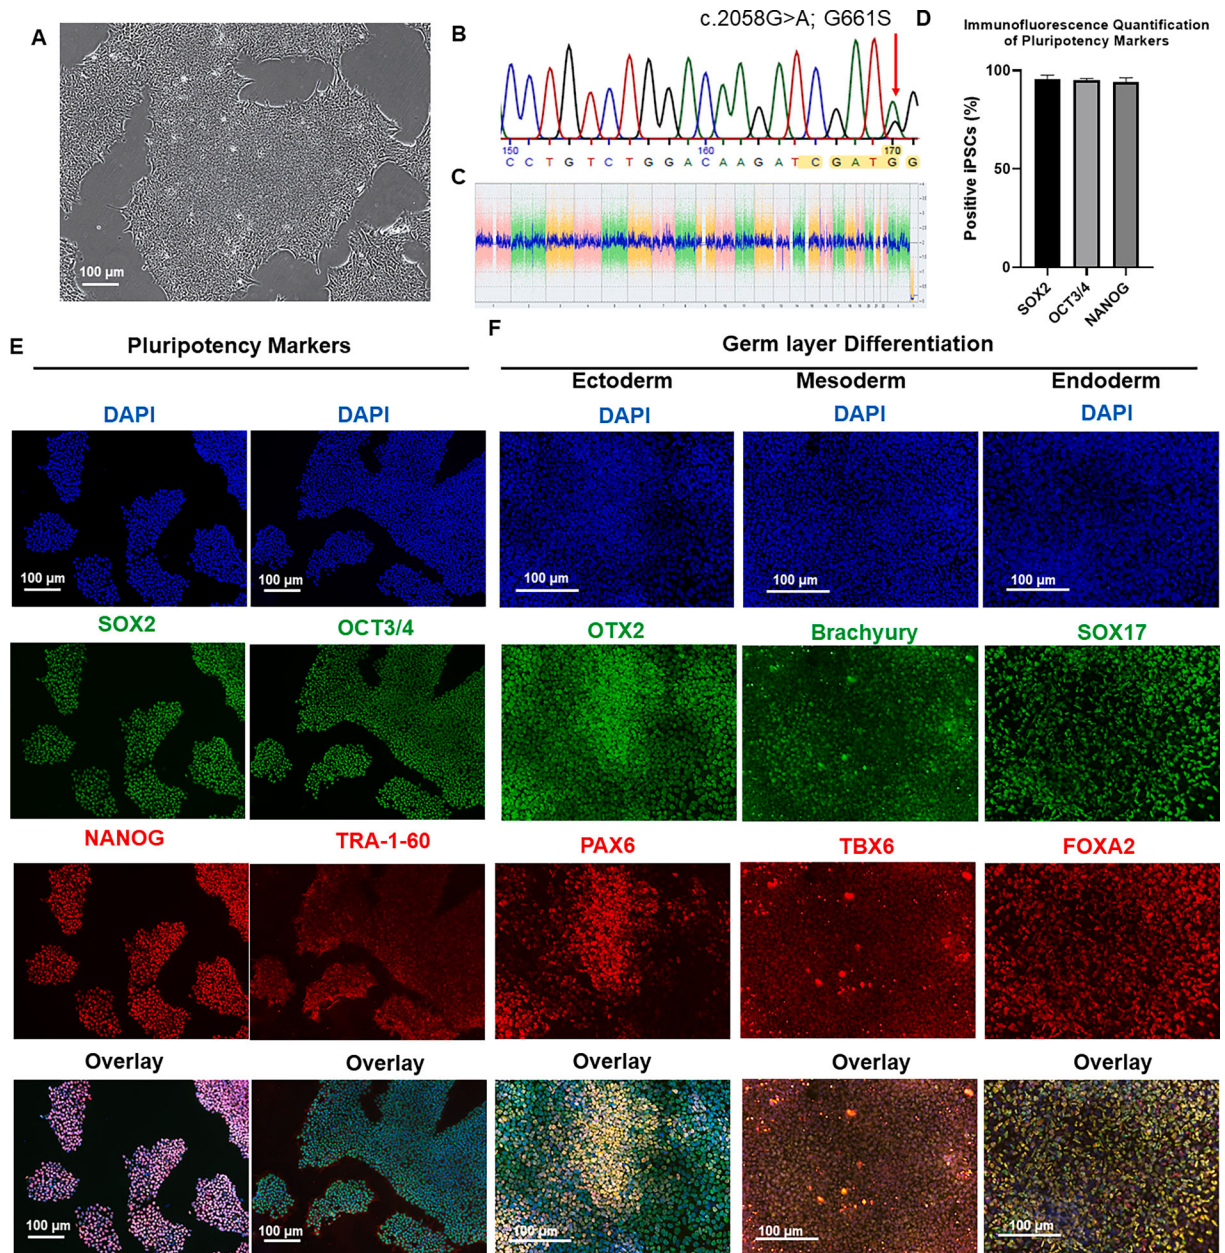 A
100 µm
B
c.2058G>A; G661S
150
160
170
C C T G T C T G G A C A A G A T C G A T G G
C
D
Immunofluorescence Quantification
of Pluripotency Markers
Positive iPSCs (%)
100
50
0
SOX2
OCT3/4
NANOG
E
Pluripotency Markers
DAPI
DAPI
100 µm
100 µm
SOX2
OCT3/4
NANOG
TRA-1-60
Overlay
Overlay
100 µm
100 µm
F
Germ layer Differentiation
Ectoderm
Mesoderm
Endoderm
DAPI
DAPI
DAPI
100 µm
100 µm
100 µm
OTX2
Brachyury
SOX17
PAX6
TBX6
FOXA2
Overlay
Overlay
Overlay
100 µm
100 µm
100 µm